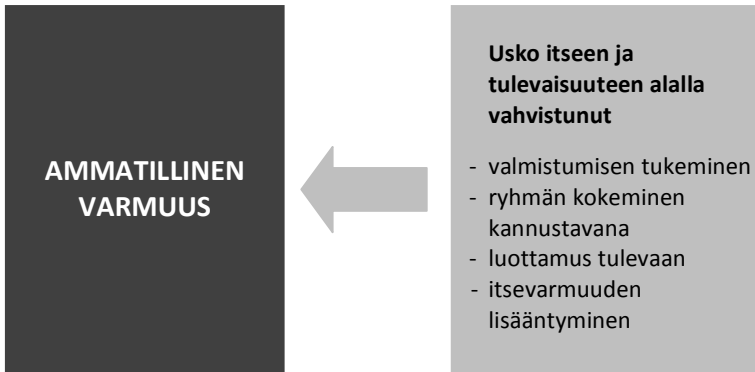 AMMATILLINEN
VARMUUS
Usko itseen ja
tulevaisuuteen alalla
vahvistunut
- valmistumisen tukeminen
- ryhmän kokeminen
kannustavana
- luottamus tulevaan
- itsevarmuuden
lisääntyminen